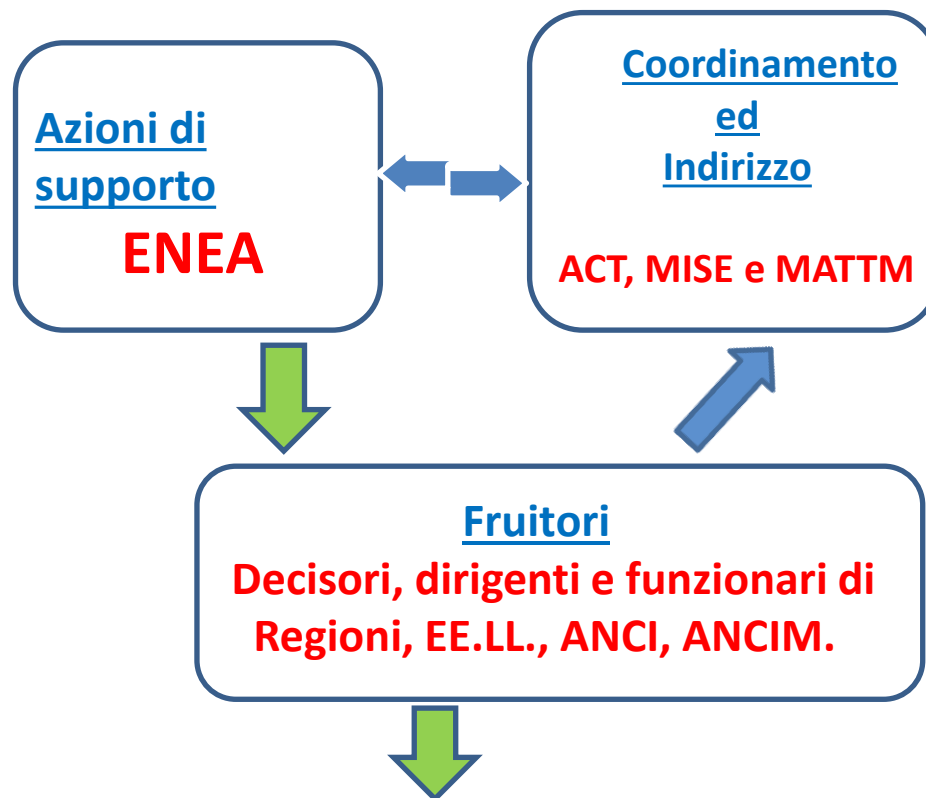 Azioni di
supporto
ENEA
Coordinamento
ed
Indirizzo
ACT, MISE e MATTM
Fruitori
Decisori, dirigenti e funzionari di
Regioni, EE.LL., ANCI, ANCIM.